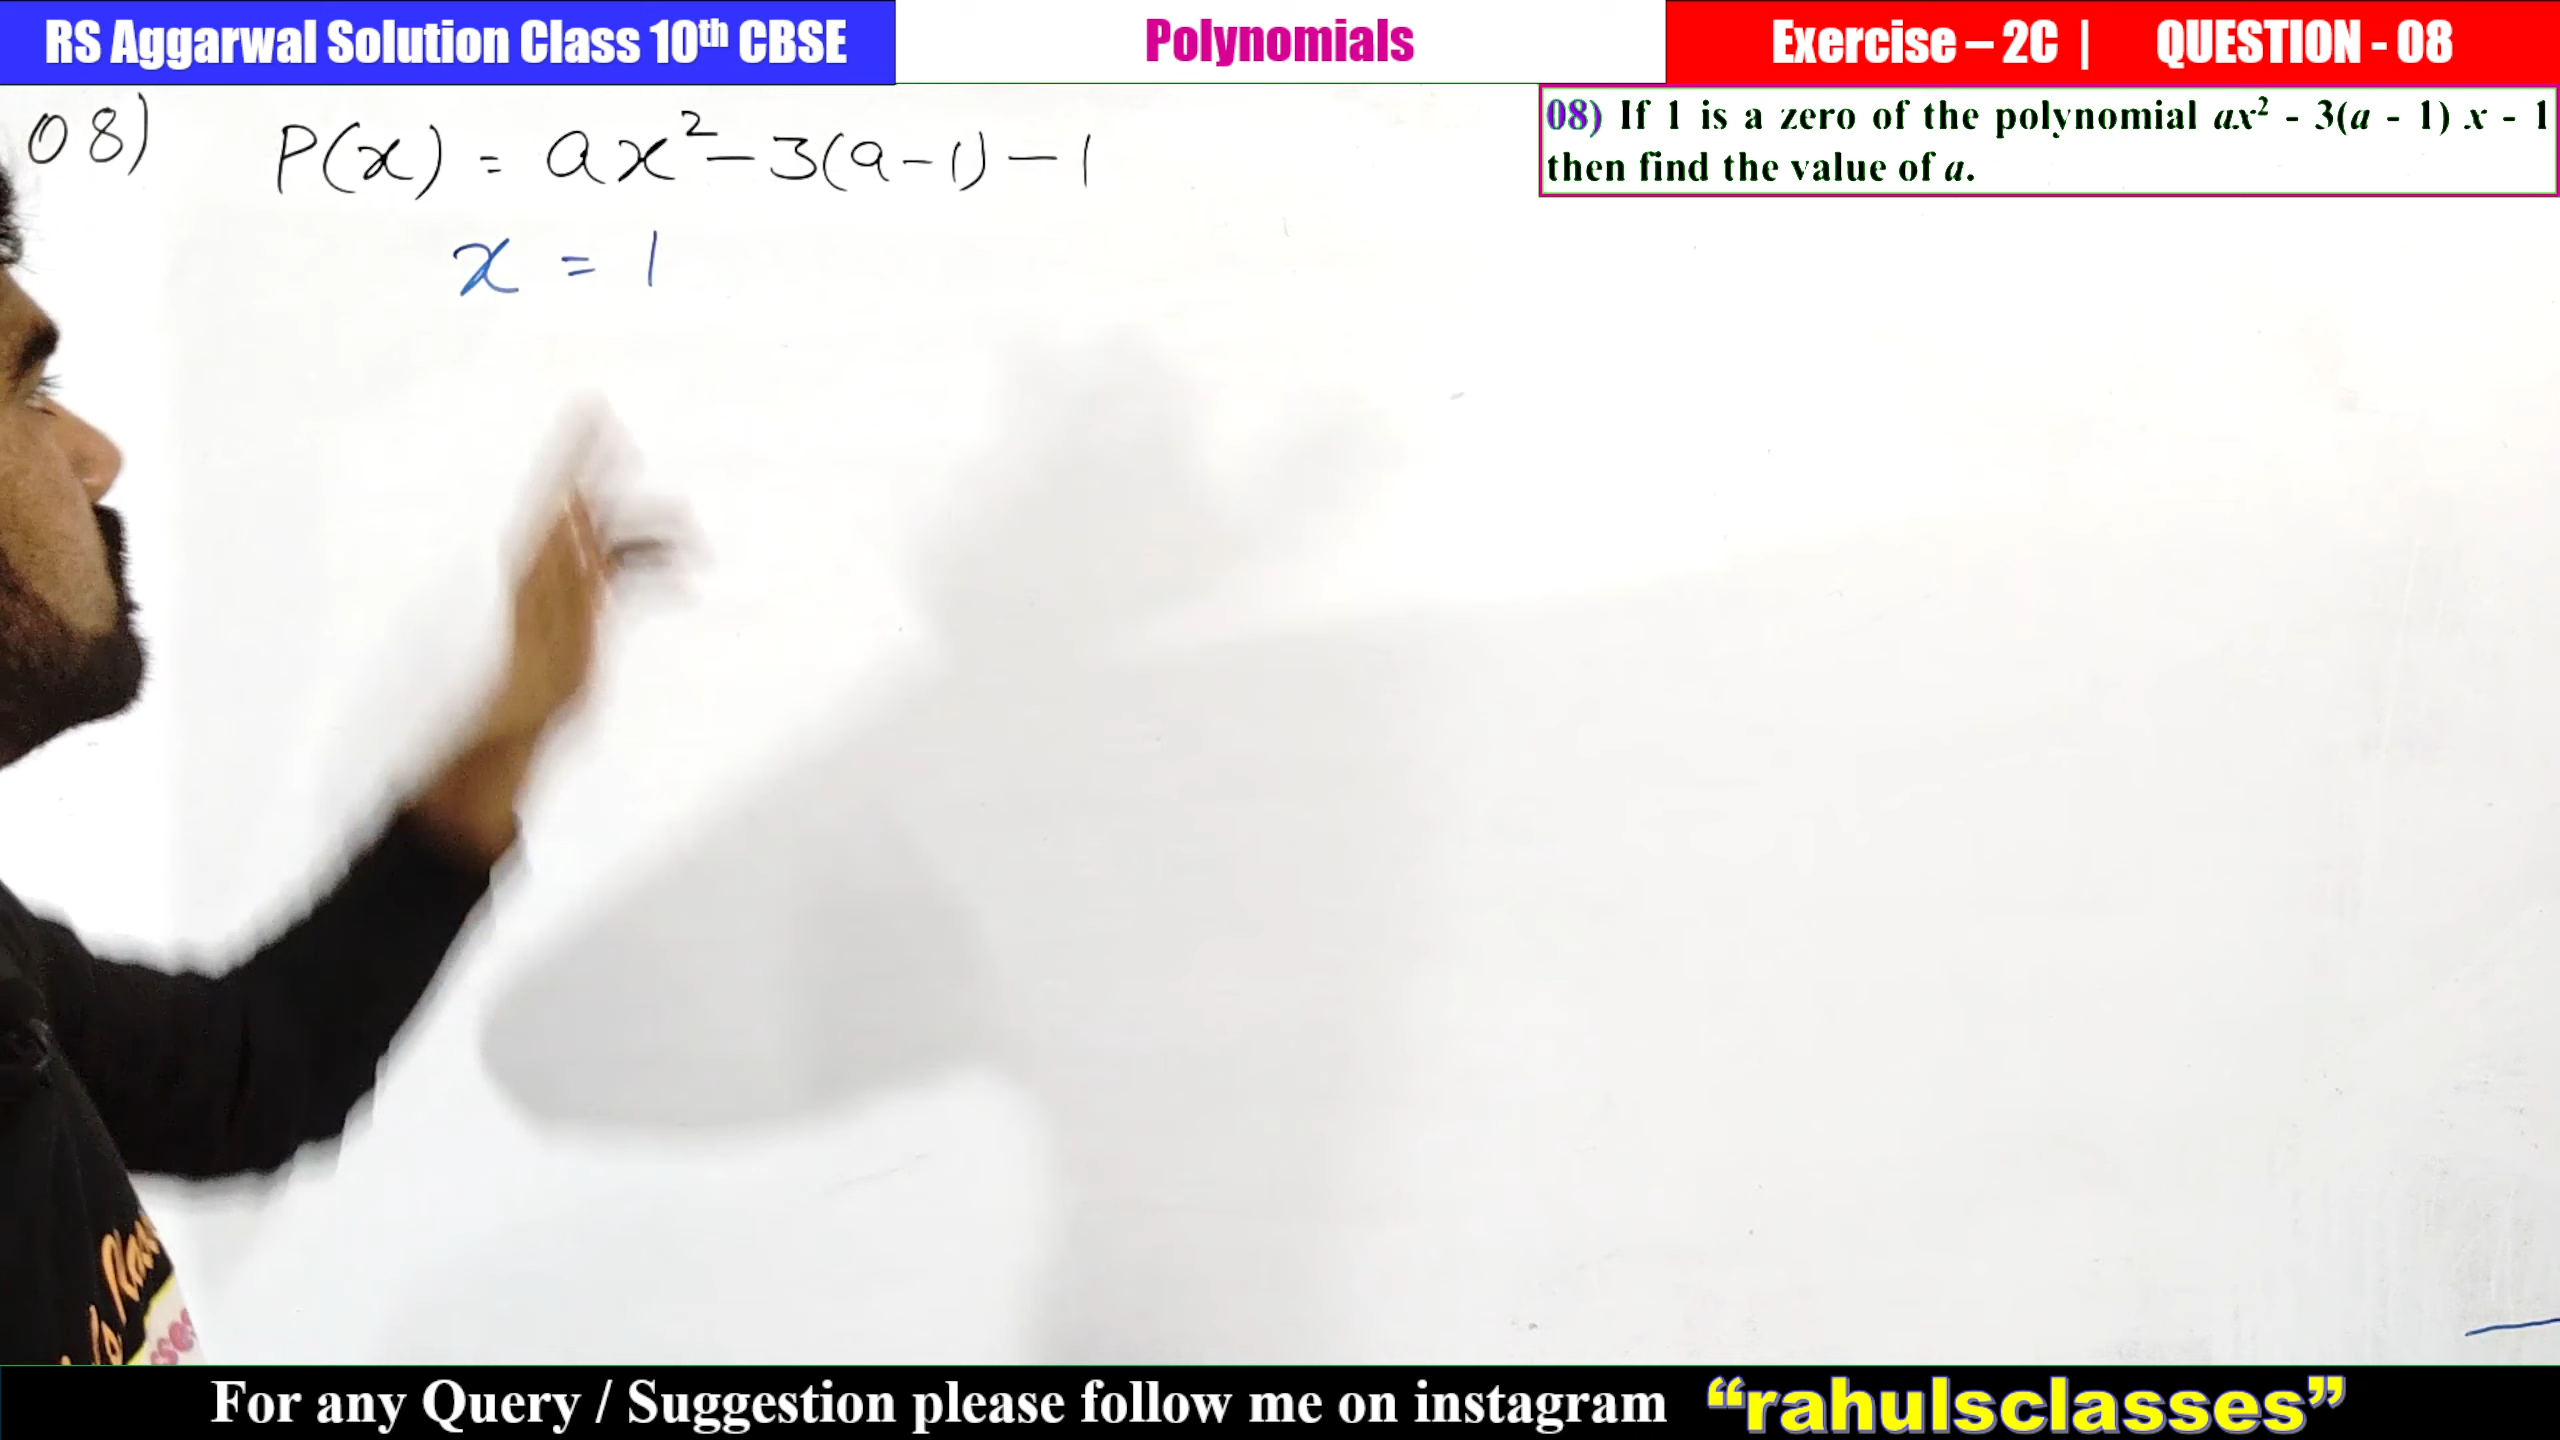 RS Aggarwal Solution Class 10th CBSE
Polynomials
Exercise – 2C | QUESTION - 08
08) If 1 is a zero of the polynomial ax² - 3(a - 1) x - 1
then find the value of a.
08) P(x) = ax² - 3(a-1) - 1
x = 1
For any Query / Suggestion please follow me on instagram “rahulsclasses”